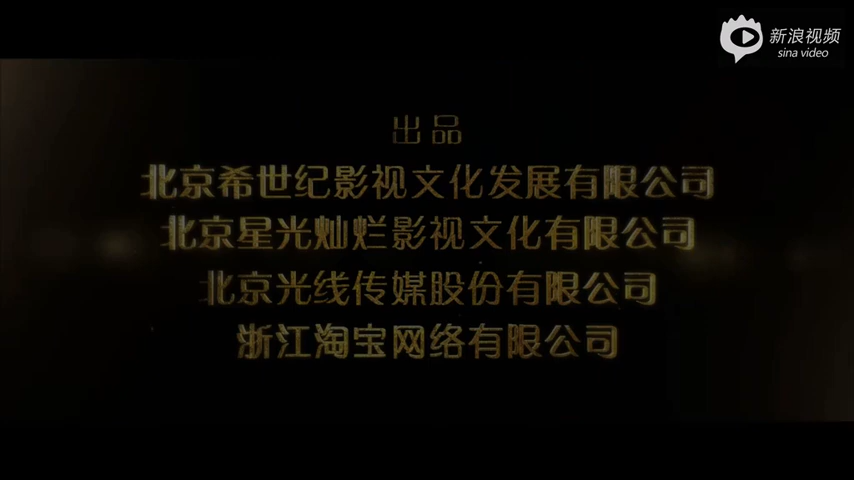 新浪视频
sina video
出品
北京希世纪影视文化发展有限公司
北京星光灿烂影视文化有限公司
北京光线传媒股份有限公司
浙江淘宝网络有限公司